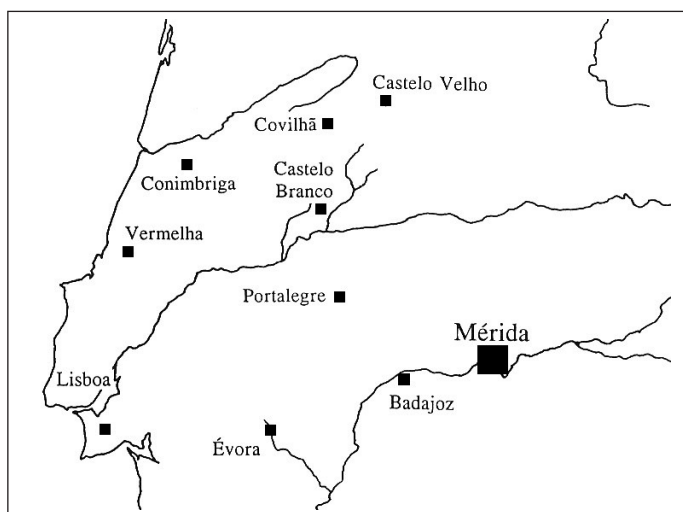 Castelo Velho
Covilhã
Conimbriga
Castelo
Branco
Vermelha
Portalegre
Mérida
Lisboa
Badajoz
Évora